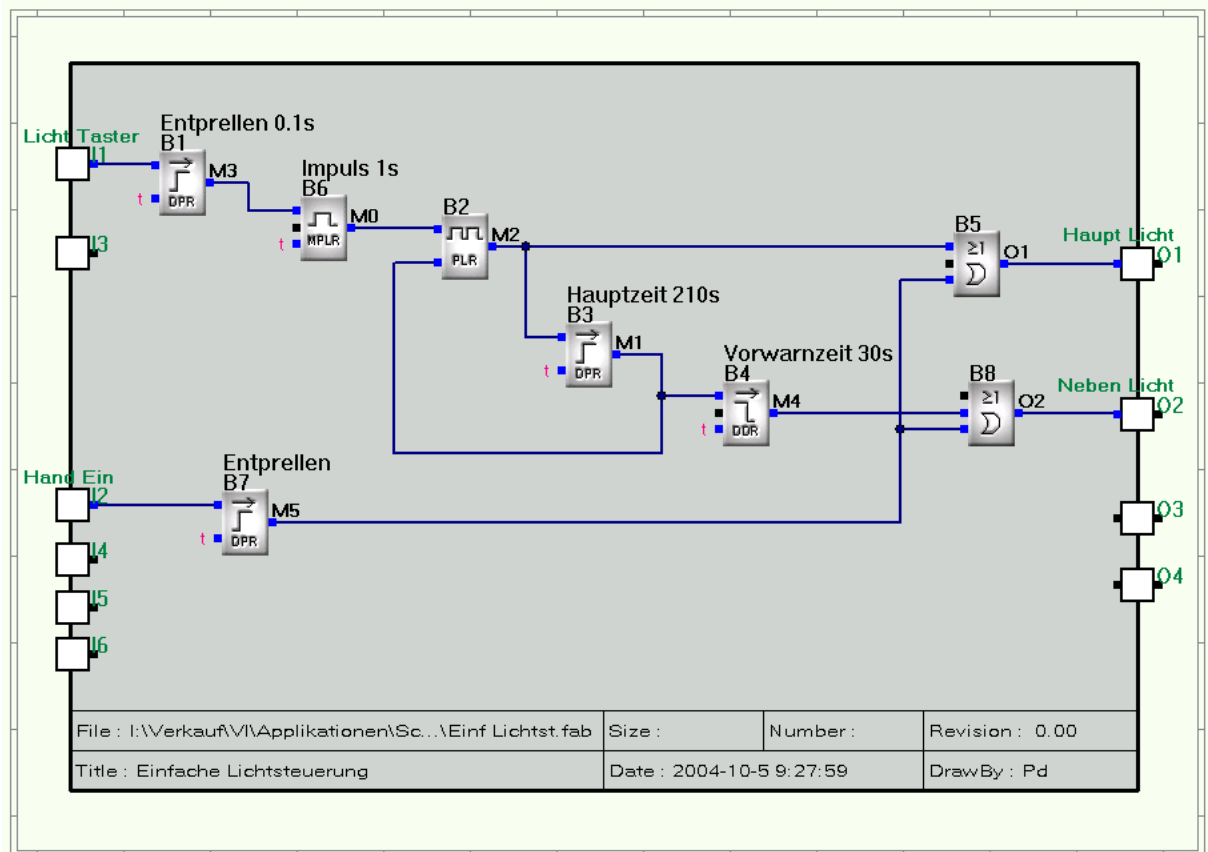 Licht Taster
I1
Entprellen 0.1s
B1
DPR
t
M3
Impuls 1s
B6
MPLR
t
M0
B2
PLR
M2
B5
≥1
O1
Haupt Licht
O1
I3
Hauptzeit 210s
B3
DPR
t
M1
Vorwarnzeit 30s
B4
DDR
t
M4
B8
≥1
O2
Neben Licht
O2
Hand Ein
I2
Entprellen
B7
DPR
t
M5
O3
O4
I4
I5
I6
File : I:\Verkauf\VI\Applikationen\Sc...\Einf Lichtst.fab
Size :
Number :
Revision : 0.00
Title : Einfache Lichtsteuerung
Date : 2004-10-5 9:27:59
DrawBy : Pd